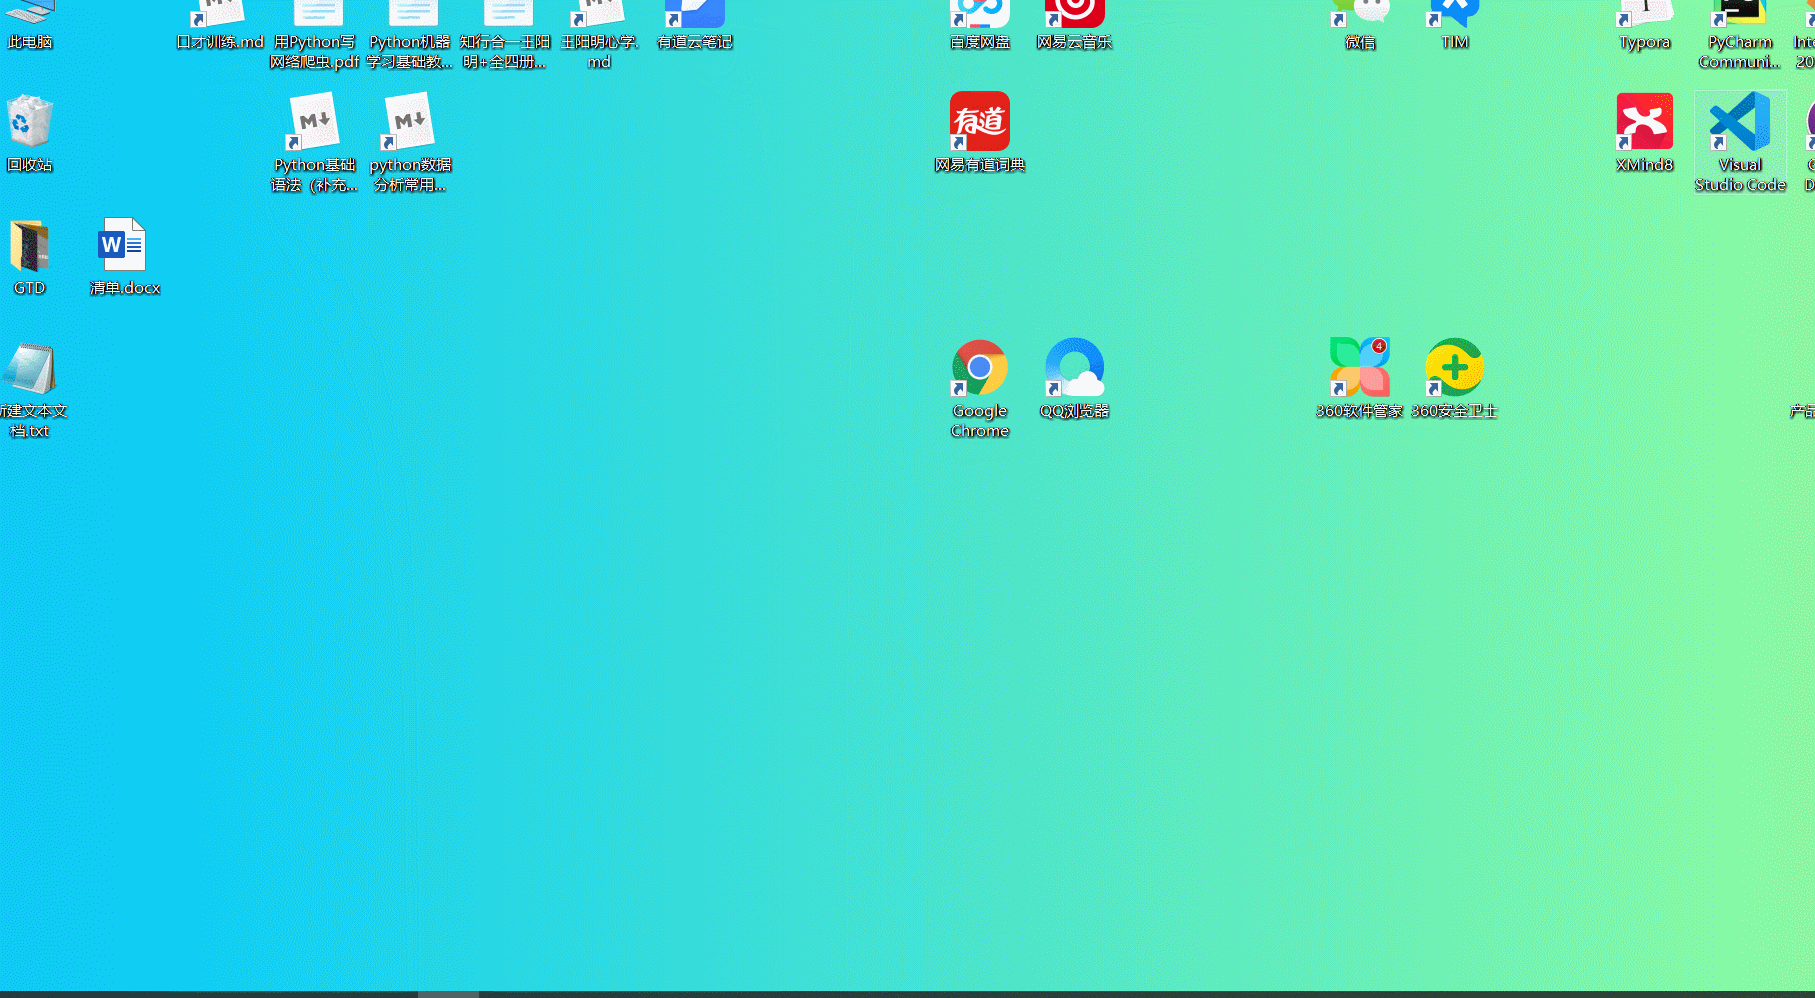 此电脑
口才训练.md
用Python写
网络爬虫.pdf
Python机器
学习基础教...
知行合一王阳
明+全四册...
王阳明心学.
md
有道云笔记
百度网盘
网易云音乐
微信
TIM
Typora
PyCharm
Communi...
回收站
M
Python基础
语法（补充...
M
python数据
分析常用...
有道
网易有道词典
XMind8
Visual
Studio Code
GTD
W
清单.docx
新建文本文
档.txt
Google
Chrome
QQ浏览器
4
360软件管家
360安全卫士